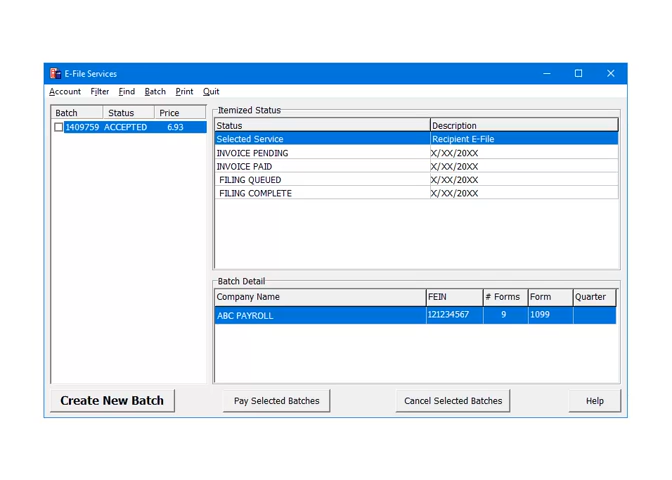 E-File Services
Account Filter Find Batch Print Quit
Batch Status Price
1409759 ACCEPTED 6.93
Itemized Status
Status Description
Selected Service Recipient E-File
INVOICE PENDING X/XX/20XX
INVOICE PAID X/XX/20XX
FILING QUEUED X/XX/20XX
FILING COMPLETE X/XX/20XX
Batch Detail
Company Name FEIN # Forms Form Quarter
ABC PAYROLL 121234567 9 1099
Create New Batch Pay Selected Batches Cancel Selected Batches Help